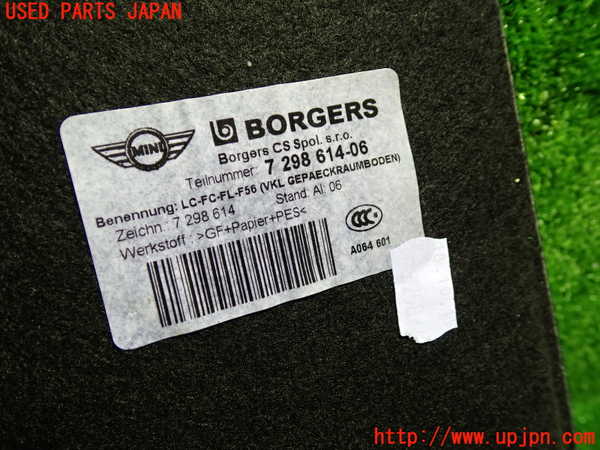 USED PARTS JAPAN
MINI
BORGERS
Borgers CS Spol. s.r.o.
Teilnummer: 7 298 614-06
Benennung: LC-FC-FL-F56 (VKL GEPAECKRAUMBODEN)
Zeichn: 7 298 614 Stand: AI: 06
Werkstoff: >GF+Papier+PES<
CCC
A064 601
http://www.upjpn.com/